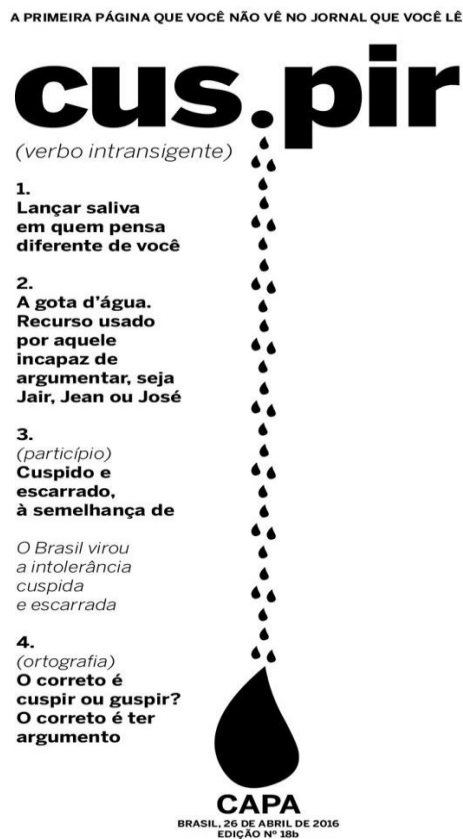 A PRIMEIRA PÁGINA QUE VOCÊ NÃO VÊ NO JORNAL QUE VOCÊ LÊ
cus.pir
(verbo intransigente)
1.
Lançar saliva
em quem pensa
diferente de você
2.
A gota d'água.
Recurso usado
por aquele
incapaz de
argumentar, seja
Jair, Jean ou José
3.
(particípio)
Cuspido e
escarrado,
à semelhança de
O Brasil virou
a intolerância
cuspida
e escarrada
4.
(ortografia)
O correto é
cuspir ou guspir?
O correto é ter
argumento
CAPA
BRASIL, 26 DE ABRIL DE 2016
EDIÇÃO Nº 18b